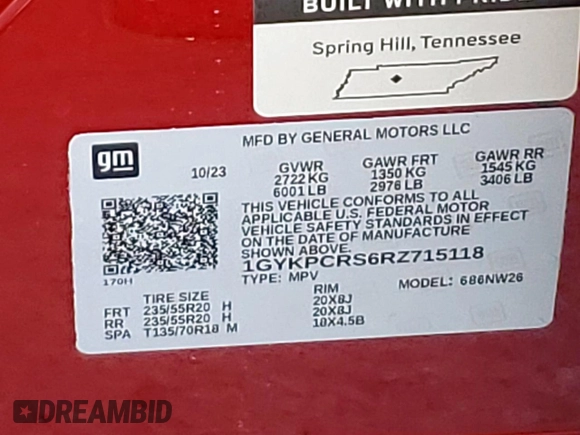 BUILT WITH PRIDE
Spring Hill, Tennessee
MFD BY GENERAL MOTORS LLC
gm
10/23
GVWR
2722 KG
6001 LB
GAWR FRT
1350 KG
2976 LB
GAWR RR
1545 KG
3406 LB
THIS VEHICLE CONFORMS TO ALL
APPLICABLE U.S. FEDERAL MOTOR
VEHICLE SAFETY STANDARDS IN EFFECT
ON THE DATE OF MANUFACTURE
SHOWN ABOVE.
1GYKPCRS6RZ715118
TYPE: MPV
MODEL: 686NW26
170H
TIRE SIZE
RIM
FRT 235/55R20 H 20X8J
RR 235/55R20 H 20X8J
SPA T135/70R18 M 18X4.5B
DREAMBID